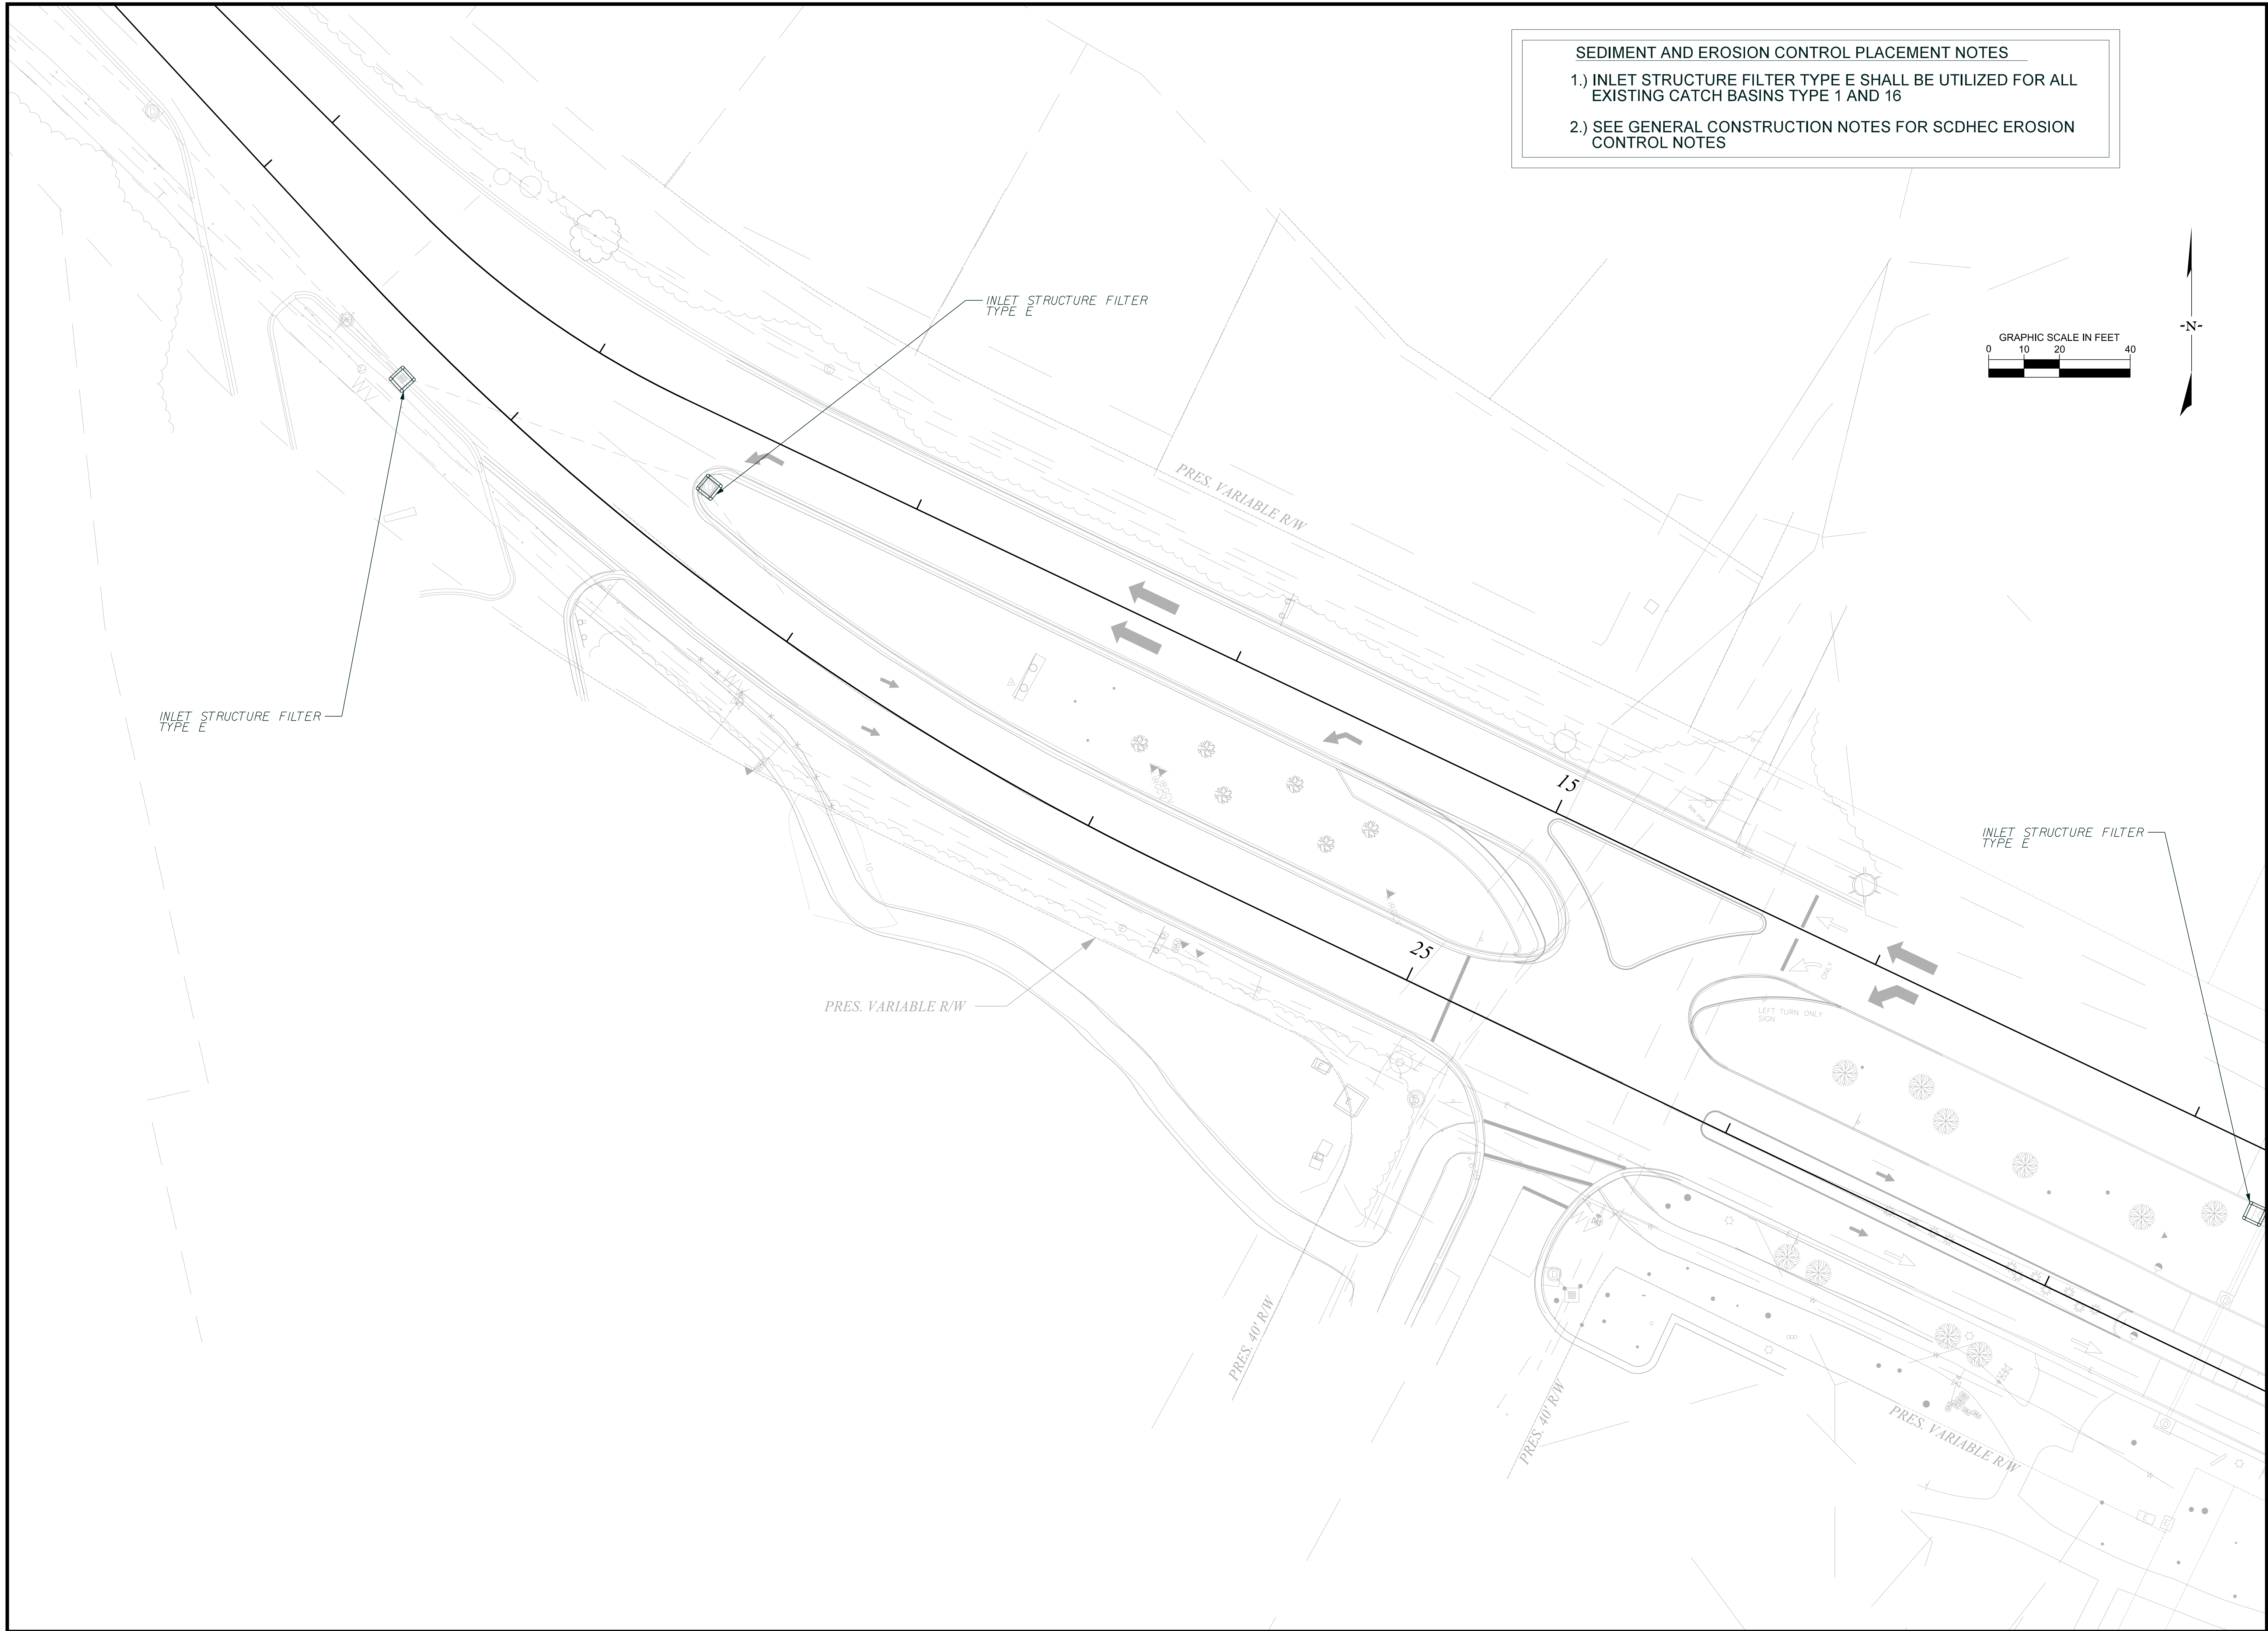 SEDIMENT AND EROSION CONTROL PLACEMENT NOTES
1.) INLET STRUCTURE FILTER TYPE E SHALL BE UTILIZED FOR ALL
EXISTING CATCH BASINS TYPE 1 AND 16
2.) SEE GENERAL CONSTRUCTION NOTES FOR SCDHEC EROSION
CONTROL NOTES
-N-
GRAPHIC SCALE IN FEET
0 10 20 40
INLET STRUCTURE FILTER
TYPE E
PRES. VARIABLE R/W
INLET STRUCTURE FILTER
TYPE E
15
INLET STRUCTURE FILTER
TYPE E
25
PRES. VARIABLE R/W
ONLY
LEFT TURN ONLY
SIGN
PRES. 40' R/W
PRES. 40' R/W
PRES. VARIABLE R/W